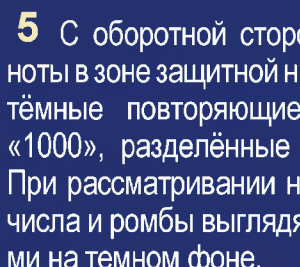 5 С оборотной сторо
ноты в зоне защитной н
тёмные повторяющие
«1000», разделённые
При рассматривании н
числа и ромбы выглядя
ми на темном фоне.